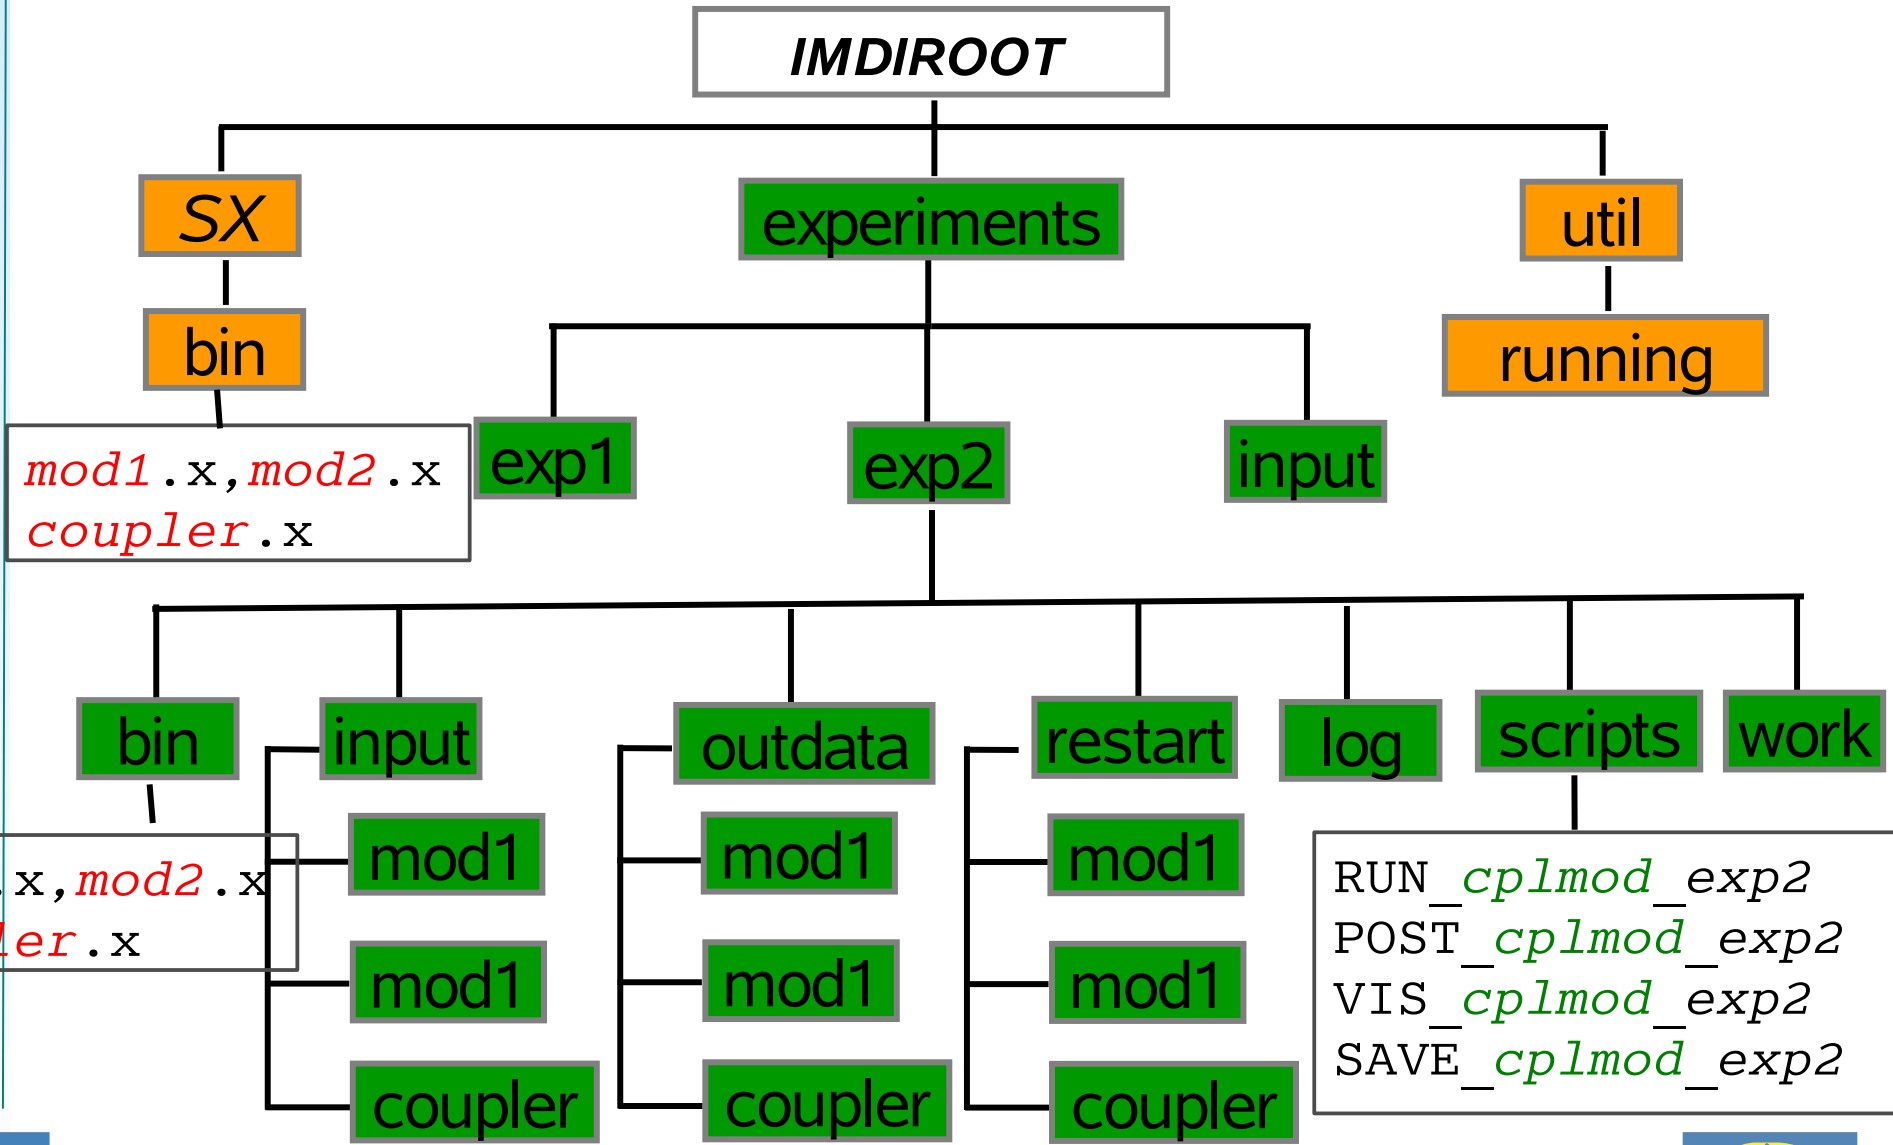 IMDIROOT
SX
experiments
util
bin
running
mod1.x,mod2.x
coupler.x
exp1
exp2
input
bin
input
outdata
restart
log
scripts
work
.x,mod2.x
ler.x
mod1
mod1
mod1
mod1
mod1
mod1
coupler
coupler
coupler
RUN_cplmod_exp2
POST_cplmod_exp2
VIS_cplmod_exp2
SAVE_cplmod_exp2